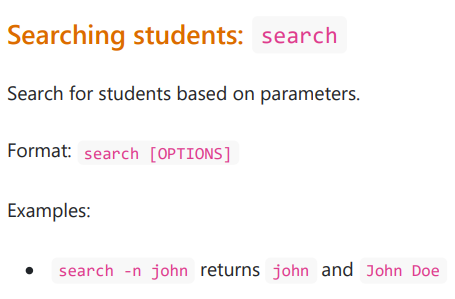 Searching students: search
Search for students based on parameters.
Format: search [OPTIONS]
Examples:
search -n john returns john and John Doe